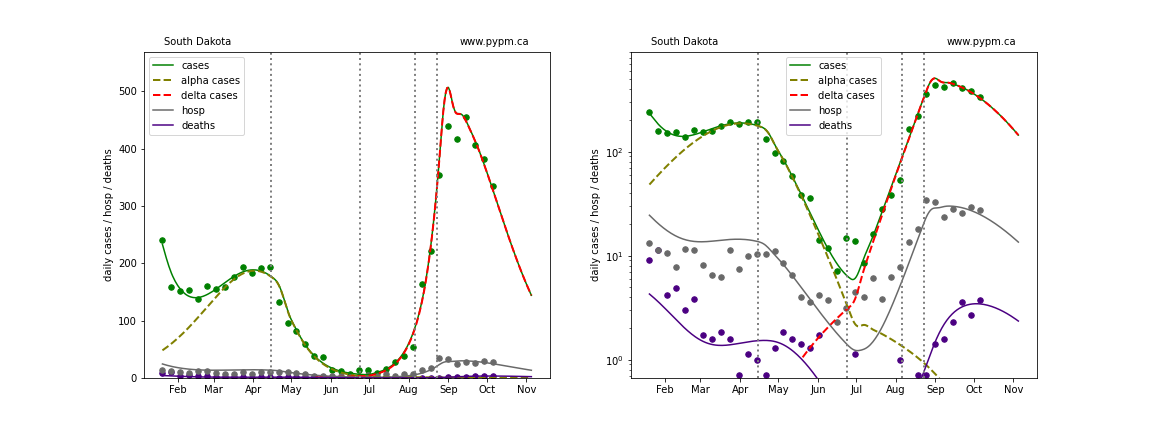 South Dakota
www.pypm.ca
cases
alpha cases
delta cases
hosp
deaths
daily cases / hosp / deaths
500
400
300
200
100
0
Feb Mar Apr May Jun Jul Aug Sep Oct Nov
South Dakota
www.pypm.ca
cases
alpha cases
delta cases
hosp
deaths
daily cases / hosp / deaths
10²
10¹
10⁰
Feb Mar Apr May Jun Jul Aug Sep Oct Nov